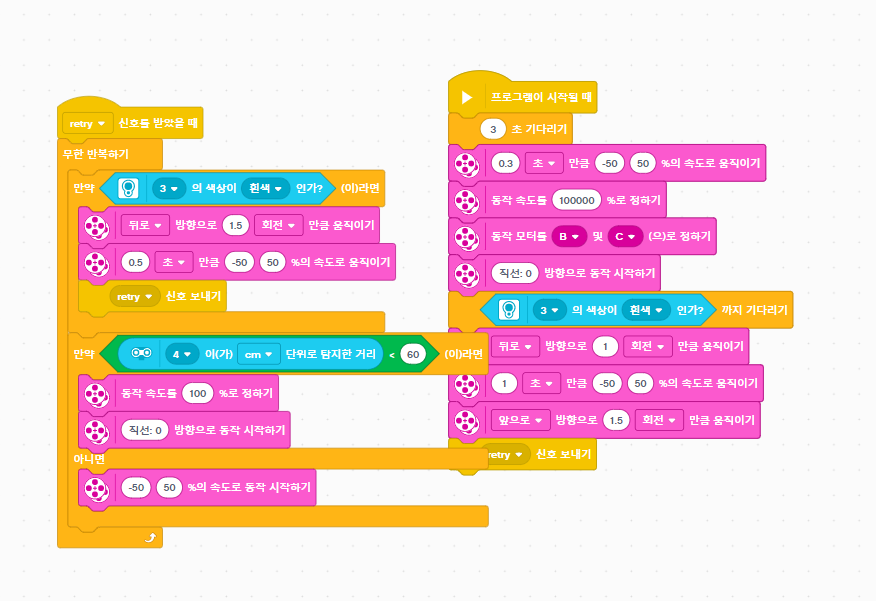 retry 신호를 받았을 때
무한 반복하기
만약 3 의 색상이 흰색 인가? (이)라면
뒤로 방향으로 1.5 회전 만큼 움직이기
0.5 초 만큼 -50 50 %의 속도로 움직이기
retry 신호 보내기
만약 4 이(가) cm 단위로 탐지한 거리 < 60 (이)라면
동작 속도를 100 %로 정하기
직선: 0 방향으로 동작 시작하기
아니면
-50 50 %의 속도로 동작 시작하기
프로그램이 시작될 때
3 초 기다리기
0.3 초 만큼 -50 50 %의 속도로 움직이기
동작 속도를 100000 %로 정하기
동작 모터를 B 및 C (으)로 정하기
직선: 0 방향으로 동작 시작하기
3 의 색상이 흰색 인가? 까지 기다리기
뒤로 방향으로 1 회전 만큼 움직이기
1 초 만큼 -50 50 %의 속도로 움직이기
앞으로 방향으로 1.5 회전 만큼 움직이기
retry 신호 보내기